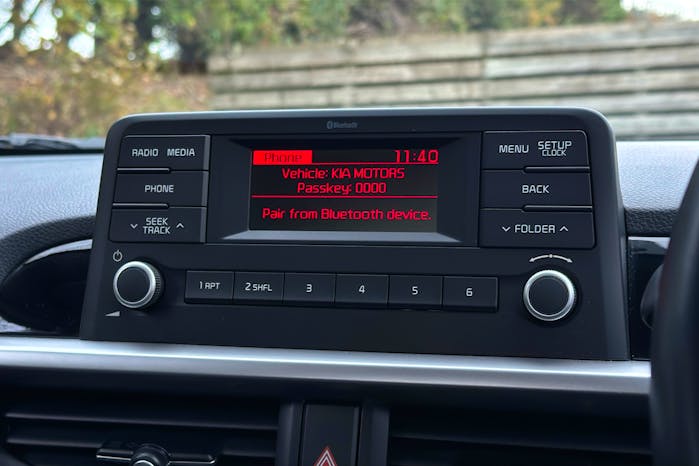 Bluetooth
RADIO MEDIA
PHONE
SEEK
TRACK
Phone 11:40
Vehicle: KIA MOTORS
Passkey: 0000
Pair from Bluetooth device.
MENU SETUP
CLOCK
BACK
FOLDER
1 RPT 2 SHFL 3 4 5 6